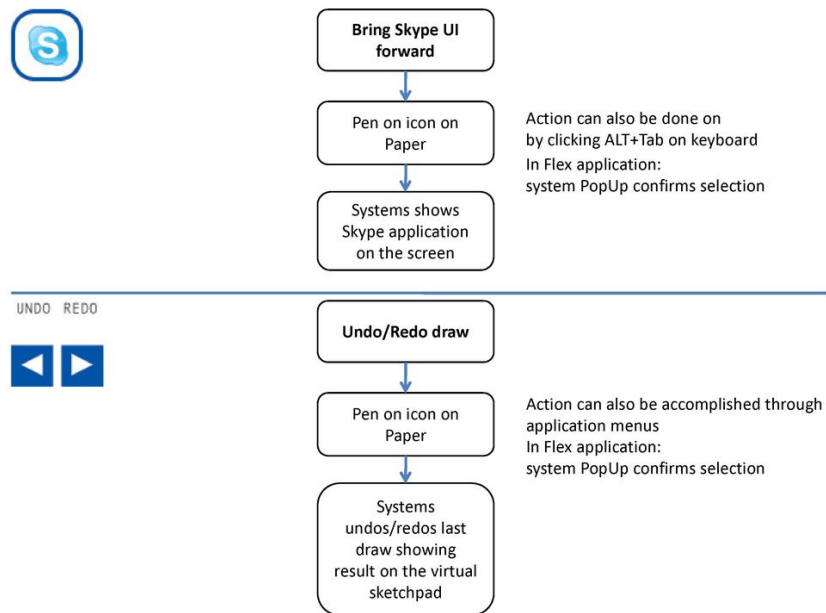 S
Bring Skype UI
forward
Pen on icon on
Paper
Action can also be done on
by clicking ALT+Tab on keyboard
In Flex application:
system PopUp confirms selection
Systems shows
Skype application
on the screen
UNDO REDO
Undo/Redo draw
Pen on icon on
Paper
Action can also be accomplished through
application menus
In Flex application:
system PopUp confirms selection
Systems
undos/redos last
draw showing
result on the virtual
sketchpad